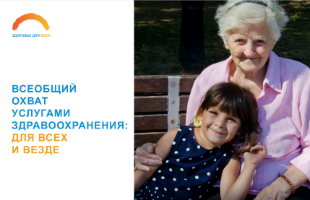 ВСЕОБЩИЙ
ОХВАТ
УСЛУГАМИ
ЗДРАВООХРАНЕНИЯ:
ДЛЯ ВСЕХ
И ВЕЗДЕ